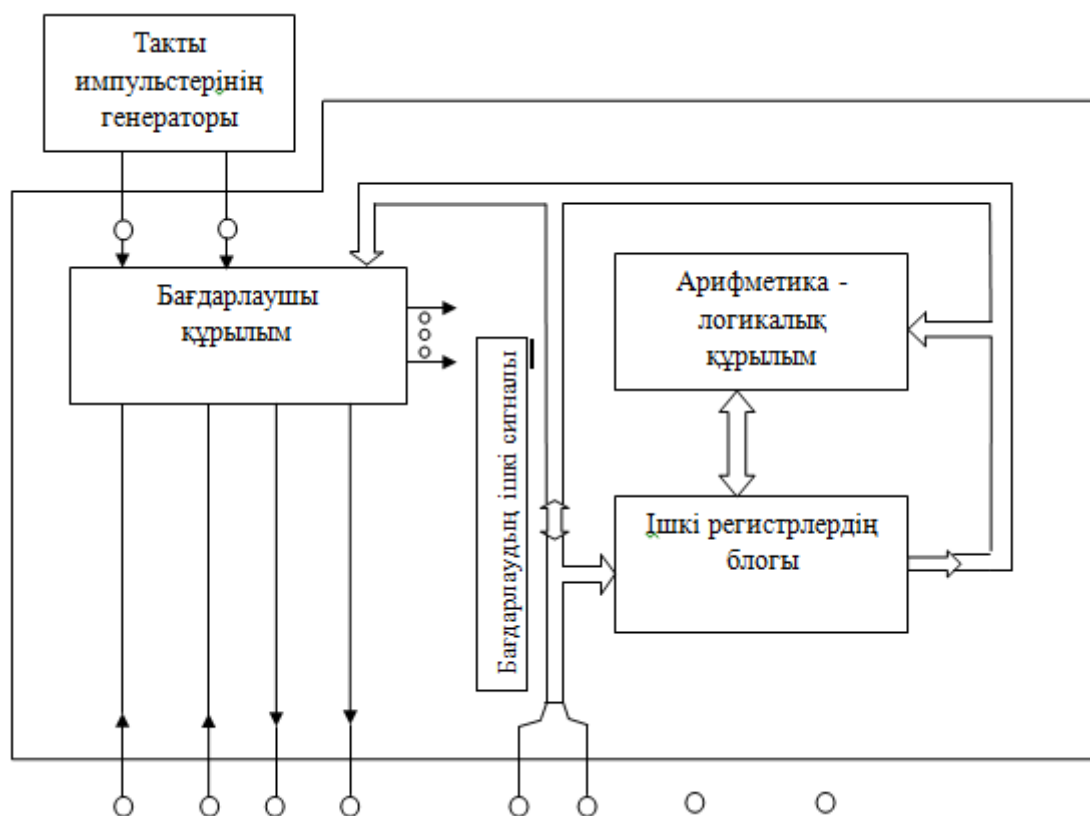 Такты
импульстерінің
генераторы
Бағдарлаушы
құрылым
Арифметика -
логикалық
құрылым
Бағдарлаудың ішкі сигналы
Ішкі регистрлердің
блогы